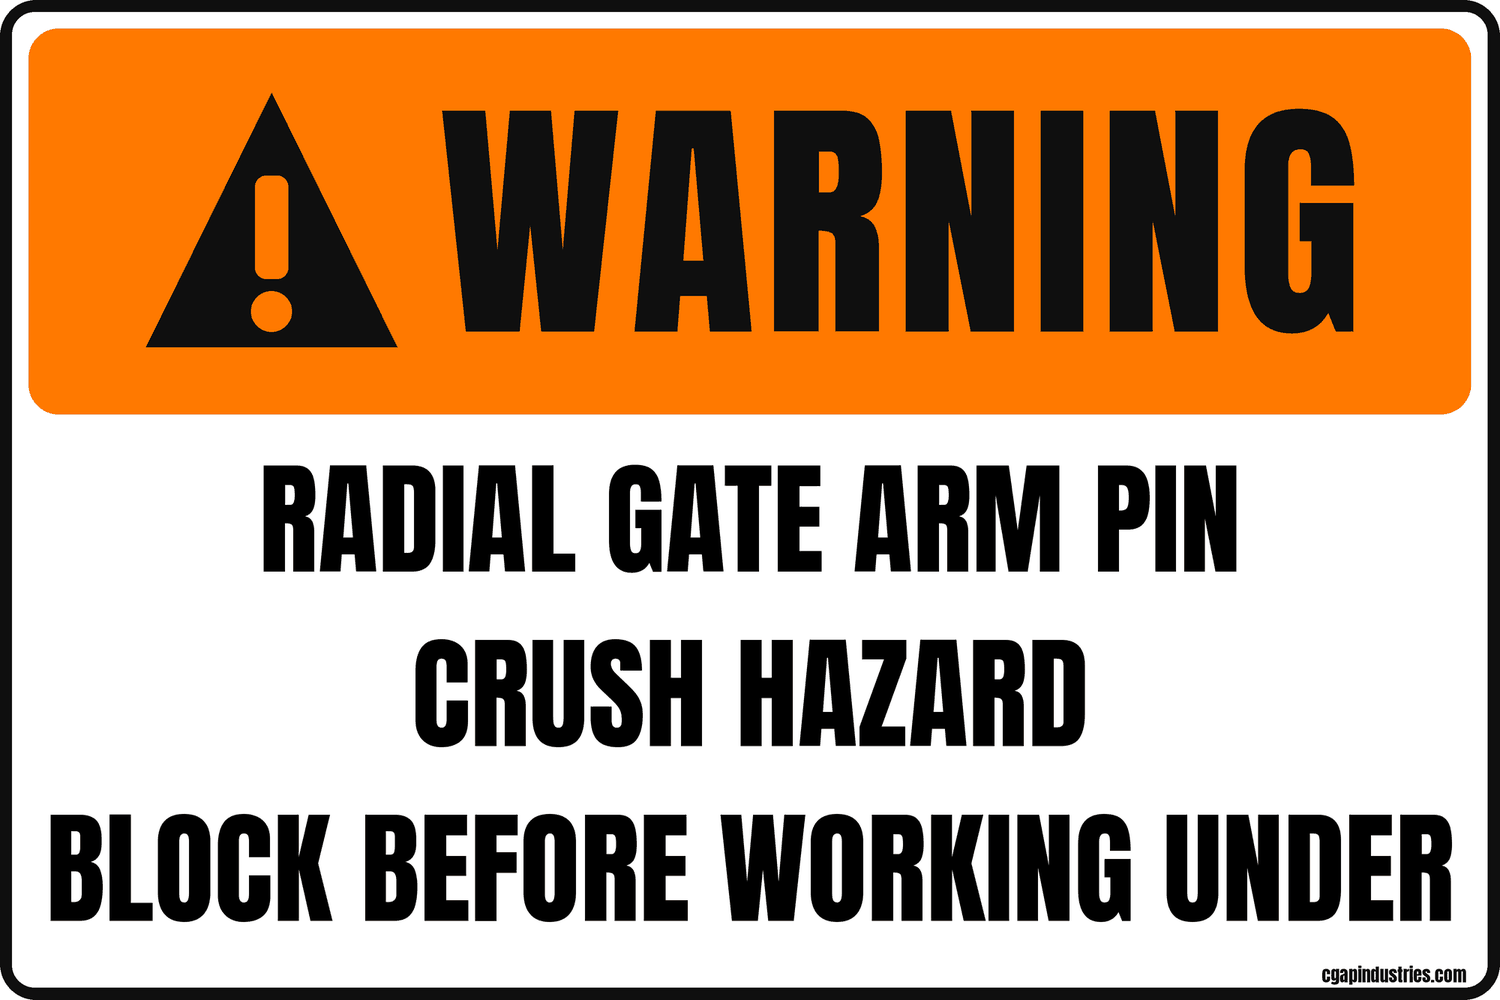 WARNING
RADIAL GATE ARM PIN
CRUSH HAZARD
BLOCK BEFORE WORKING UNDER
cgapindustries.com